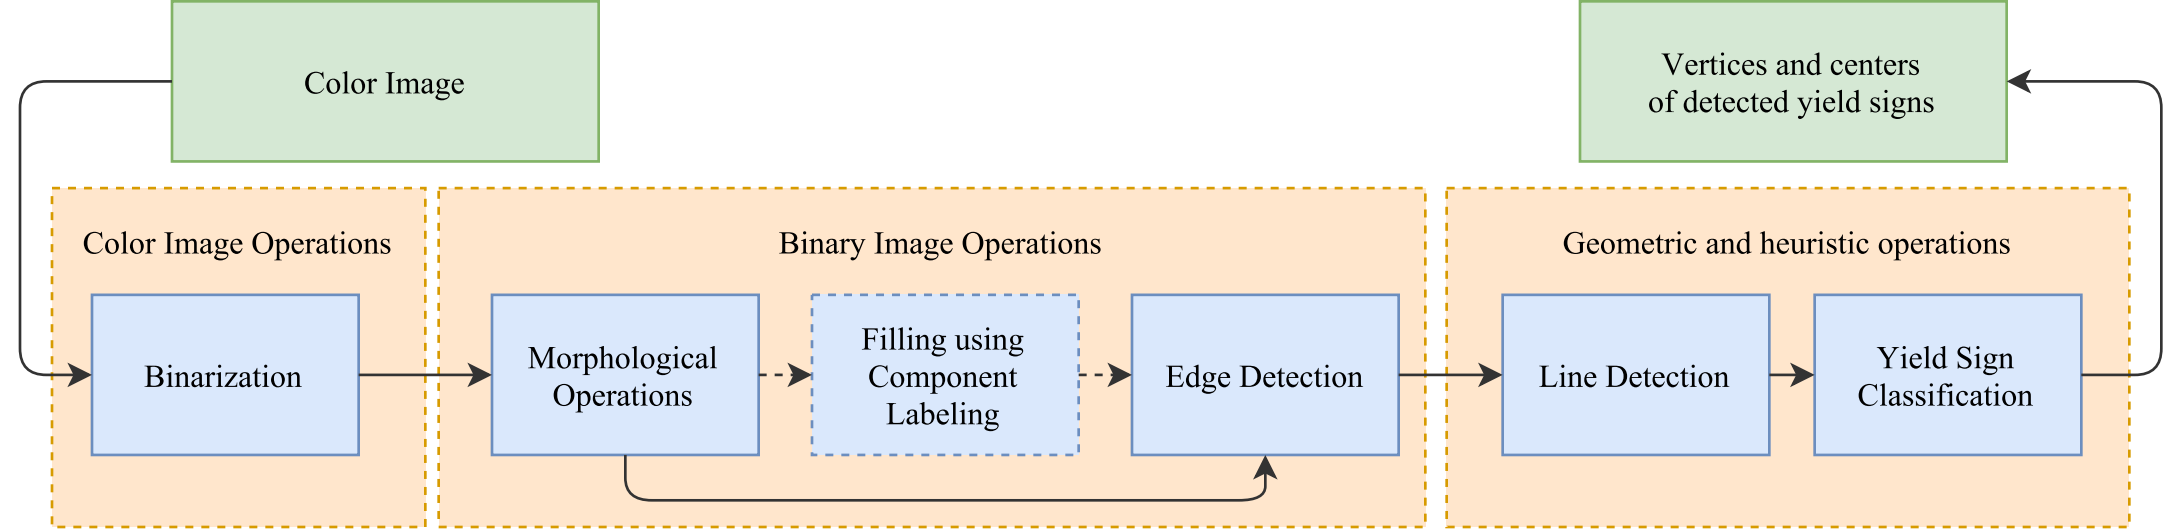 Color Image
Vertices and centers
of detected yield signs
Color Image Operations
Binary Image Operations
Geometric and heuristic operations
Binarization
Morphological
Operations
Filling using
Component
Labeling
Edge Detection
Line Detection
Yield Sign
Classification